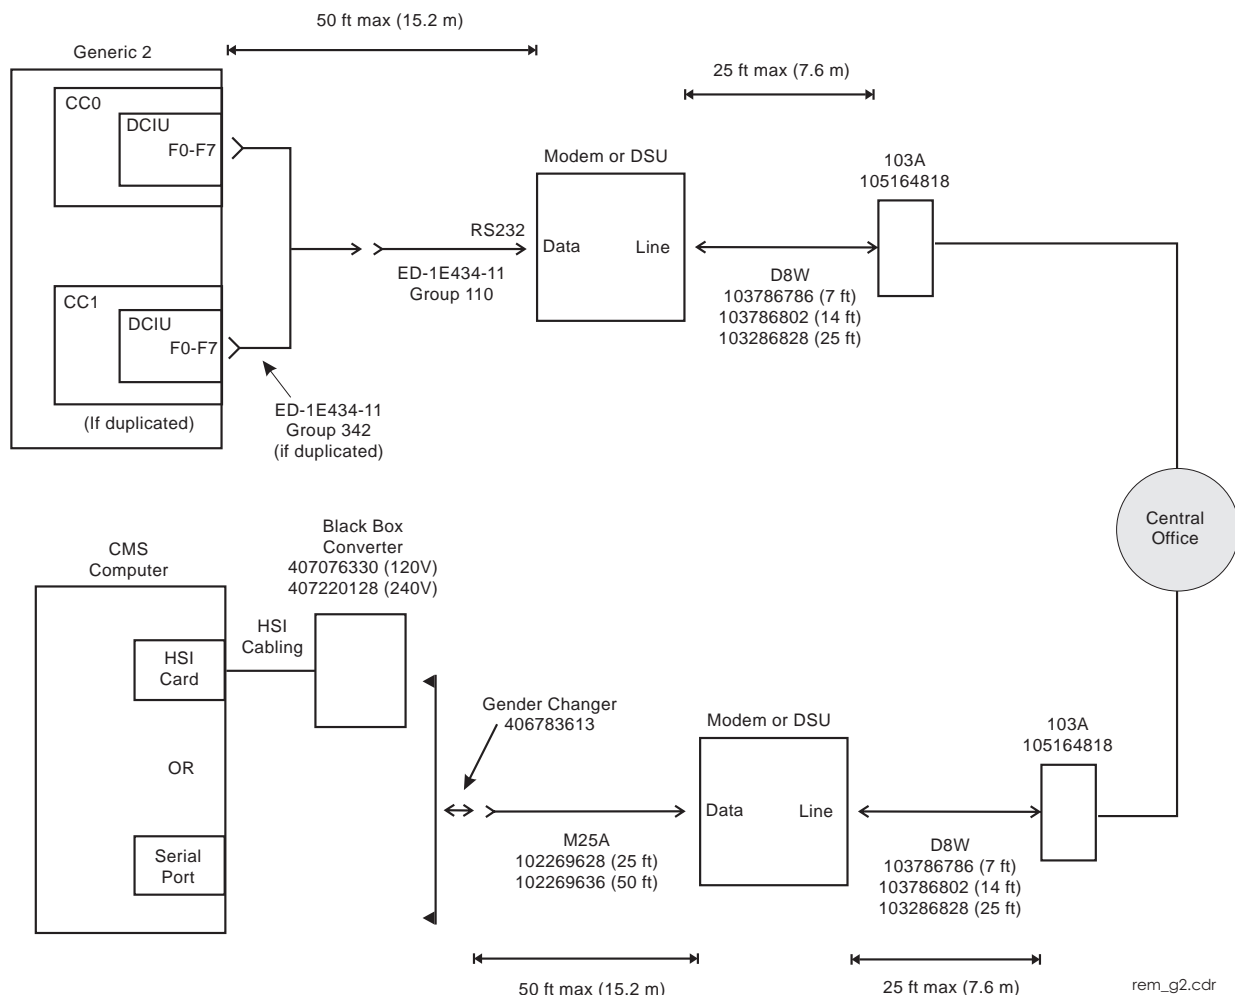 50 ft max (15.2 m)
Generic 2
25 ft max (7.6 m)
CC0
DCIU
F0-F7
Modem or DSU
103A
105164818
RS232
Data
Line
ED-1E434-11
Group 110
D8W
103786786 (7 ft)
103786802 (14 ft)
103286828 (25 ft)
CC1
DCIU
F0-F7
(If duplicated)
ED-1E434-11
Group 342
(if duplicated)
Central
Office
Black Box
Converter
407076330 (120V)
407220128 (240V)
CMS
Computer
HSI
Cabling
HSI
Card
Gender Changer
406783613
Modem or DSU
103A
105164818
OR
Data
Line
M25A
102269628 (25 ft)
102269636 (50 ft)
Serial
Port
D8W
103786786 (7 ft)
103786802 (14 ft)
103286828 (25 ft)
50 ft max (15.2 m)
25 ft max (7.6 m)
rem_g2.cdr